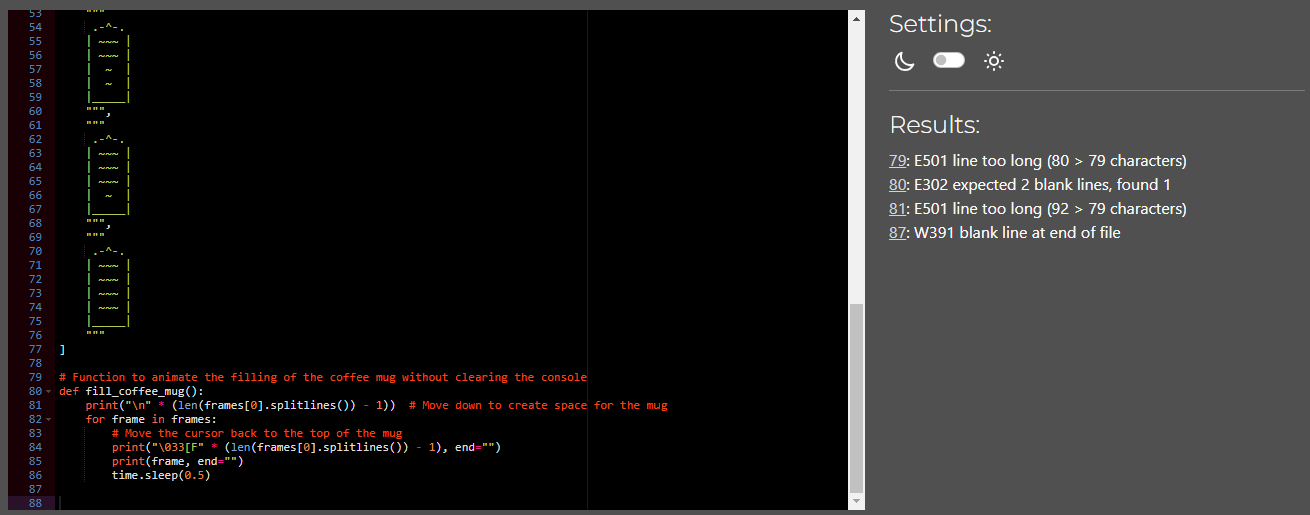 53 """
54  .-^-.
55 | ~~~ |
56 | ~~~ |
57 |  ~  |
58 |  ~  |
59 |_____|
60 """,
61 """
62  .-^-.
63 | ~~~ |
64 | ~~~ |
65 | ~~~ |
66 |  ~  |
67 |_____|
68 """,
69 """
70  .-^-.
71 | ~~~ |
72 | ~~~ |
73 | ~~~ |
74 | ~~~ |
75 |_____|
76 """
77 ]
78
79 # Function to animate the filling of the coffee mug without clearing the console
80 def fill_coffee_mug():
81     print("\n" * (len(frames[0].splitlines()) - 1))  # Move down to create space for the mug
82     for frame in frames:
83         # Move the cursor back to the top of the mug
84         print("\033[F" * (len(frames[0].splitlines()) - 1), end="")
85         print(frame, end="")
86         time.sleep(0.5)
87
88
Settings:
Results:
79: E501 line too long (80 > 79 characters)
80: E302 expected 2 blank lines, found 1
81: E501 line too long (92 > 79 characters)
87: W391 blank line at end of file